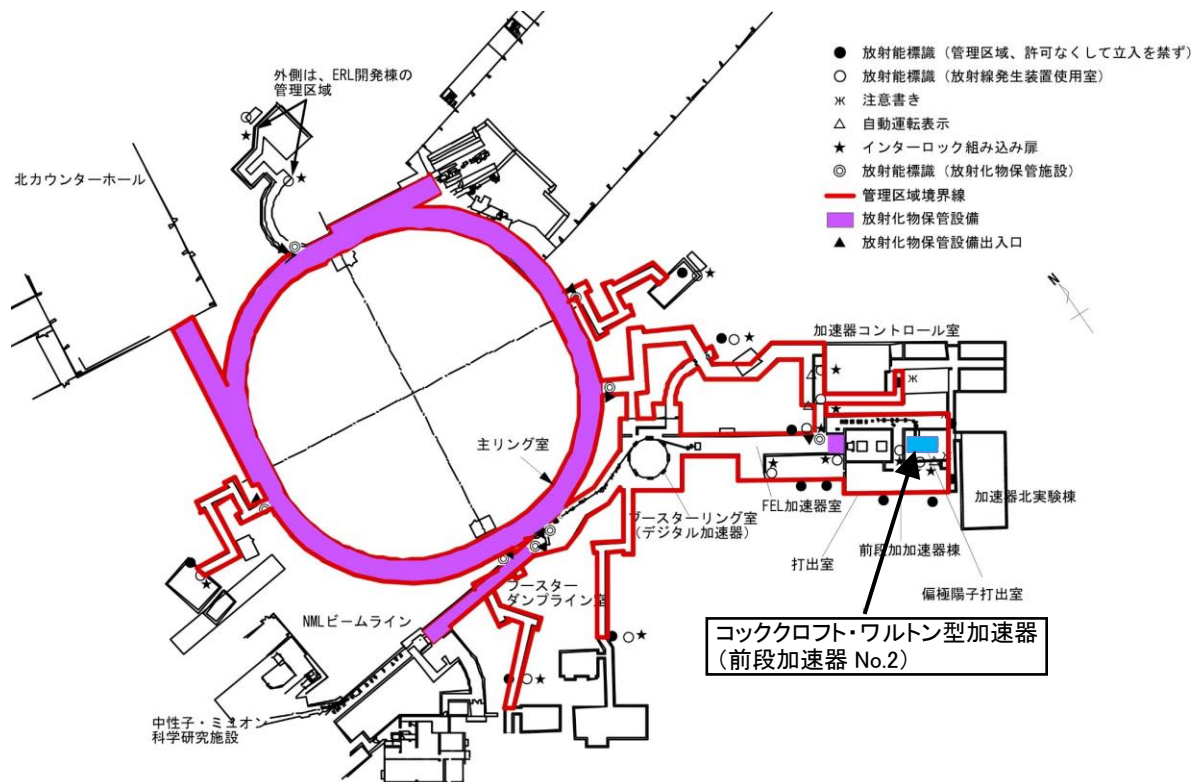 外側は、ERL開発棟の
管理区域
北カウンターホール
● 放射能標識（管理区域、許可なくして立入を禁ず）
○ 放射能標識（放射線発生装置使用室）
ж 注意書き
△ 自動運転表示
★ インターロック組み込み扉
◎ 放射能標識（放射化物保管施設）
管理区域境界線
放射化物保管設備
▲ 放射化物保管設備出入口
N
加速器コントロール室
主リング室
ブースターリング室
（デジタル加速器）
FEL加速器室
加速器北実験棟
前段加加速器棟
打出室
偏極陽子打出室
ブースター
ダンプライン室
NMLビームライン
コッククロフト・ワルトン型加速器
（前段加速器 No.2）
中性子・ミュオン
科学研究施設